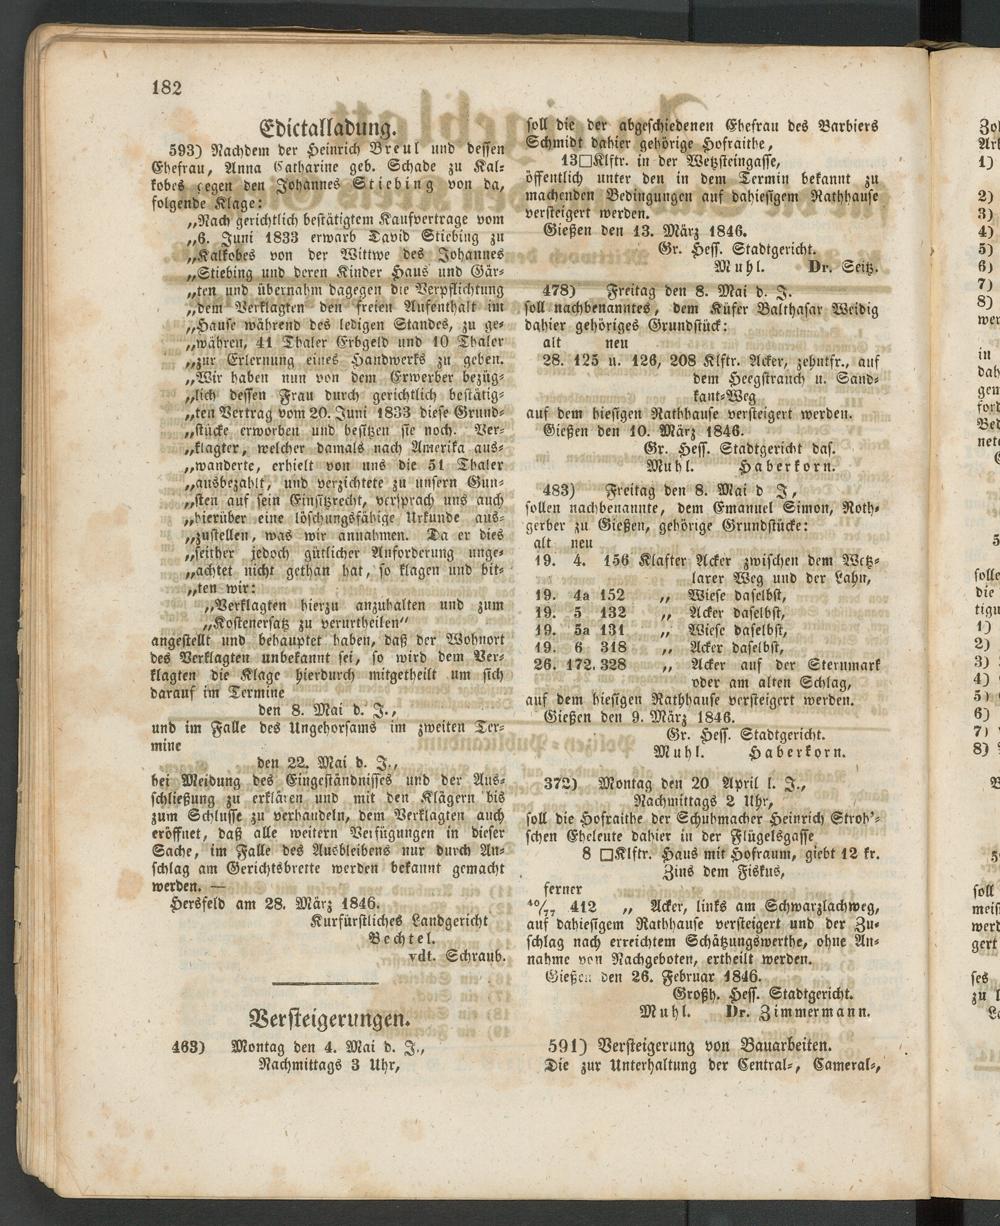 182
Edictalladung.
593) Nachdem der Heinrich Breul und dessen
Ehefrau, Anna Catharine geb. Schade zu Kal-
kobes gegen den Johannes Stiebing von da,
folgende Klage:
„Nach gerichtlich bestätigtem Kaufvertrage vom
„6. Juni 1833 erwarb David Stiebing zu
„Kalkobes von der Wittwe des Johannes
„Stiebing und deren Kinder Haus und Gär-
„ten und übernahm dagegen die Verpflichtung
„dem Verklagten den freien Aufenthalt im
„Hause während des ledigen Standes, zu ge-
„währen, 41 Thaler Erbgeld und 10 Thaler
„zur Erlernung eines Handwerks zu geben.
„Wir haben nun von dem Erwerber bezüg-
„lich dessen Frau durch gerichtlich bestätig-
„ten Vertrag vom 20. Juni 1833 diese Grund-
„stücke erworben und besitzen sie noch. Ver-
„klagter, welcher damals nach Amerika aus-
„wanderte, erhielt von uns die 51 Thaler
„ausbezahlt, und verzichtete zu unsern Gun-
„sten auf sein Einsitzrecht, versprach uns auch
„hierüber eine löschungsfähige Urkunde aus-
„zustellen, was wir annahmen. Da er dies
„seither jedoch gütlicher Anforderung unge-
„achtet nicht gethan hat, so klagen und bit-
„ten wir:
„Verklagten hierzu anzuhalten und zum
„Kostenersatz zu verurtheilen“
angestellt und behauptet haben, daß der Wohnort
des Verklagten unbekannt sei, so wird dem Ver-
klagten die Klage hierdurch mitgetheilt um sich
darauf im Termine
den 8. Mai d. J.,
und im Falle des Ungehorsams im zweiten Ter-
mine
den 22. Mai d. J.,
bei Meidung des Eingeständnisses und der Aus-
schließung zu erklären und mit den Klägern bis
zum Schlusse zu verhandeln, dem Verklagten auch
eröffnet, daß alle weitern Verfügungen in dieser
Sache, im Falle des Ausbleibens nur durch An-
schlag am Gerichtsbrette werden bekannt gemacht
werden. —
Hersfeld am 28. März 1846.
Kurfürstliches Landgericht
Bechtel.
vdt. Schraub.
Versteigerungen.
463) Montag den 4. Mai d. J.,
Nachmittags 3 Uhr,
soll die der abgeschiedenen Ehefrau des Barbiers
Schmidt dahier gehörige Hofraithe,
13□Klftr. in der Wetzsteingasse,
öffentlich unter den in dem Termin bekannt zu
machenden Bedingungen auf dahiesigem Rathhause
versteigert werden.
Gießen den 13. März 1846.
Gr. Hess. Stadtgericht.
Muhl. Dr. Seitz.
478) Freitag den 8. Mai d. J.
soll nachbenanntes, dem Küfer Balthasar Weidig
dahier gehöriges Grundstück:
alt neu
28. 125 u. 126, 208 Klftr. Acker, zehntfr., auf
dem Heegstrauch u. Sand-
kant-Weg
auf dem hiesigen Rathhause versteigert werden.
Gießen den 10. März 1846.
Gr. Hess. Stadtgericht das.
Muhl. Haberkorn.
483) Freitag den 8. Mai d J,
sollen nachbenannte, dem Emanuel Simon, Roth-
gerber zu Gießen, gehörige Grundstücke:
alt neu
19. 4. 156 Klafter Acker zwischen dem Wetz-
larer Weg und der Lahn,
19. 4a 152 „ Wiese daselbst,
19. 5 132 „ Acker daselbst,
19. 5a 131 „ Wiese daselbst,
19. 6 318 „ Acker daselbst,
26. 172. 328 „ Acker auf der Sternmark
oder am alten Schlag,
auf dem hiesigen Rathhause versteigert werden.
Gießen den 9. März 1846.
Gr. Hess. Stadtgericht.
Muhl. Haberkorn.
372) Montag den 20 April l. J.,
Nachmittags 2 Uhr,
soll die Hofraithe der Schuhmacher Heinrich Stroh'-
schen Eheleute dahier in der Flügelsgasse
8 □Klftr. Haus mit Hofraum, giebt 12 kr.
Zins dem Fiskus,
ferner
40/77 412 „ Acker, links am Schwarzlachweg,
auf dahiesigem Rathhause versteigert und der Zu-
schlag nach erreichtem Schätzungswerthe, ohne An-
nahme von Nachgeboten, ertheilt werden.
Gießen den 26. Februar 1846.
Großh. Hess. Stadtgericht.
Muhl. Dr. Zimmermann.
591) Versteigerung von Bauarbeiten.
Die zur Unterhaltung der Central-, Cameral-,